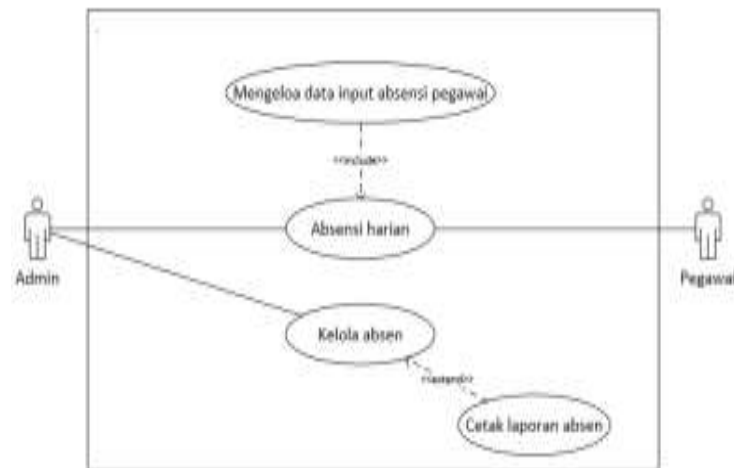 Mengeloa data input absensi pegawai
<<include>>
Absensi harian
Admin
Pegawai
Kelola absen
<<extend>>
Cetak laporan absen